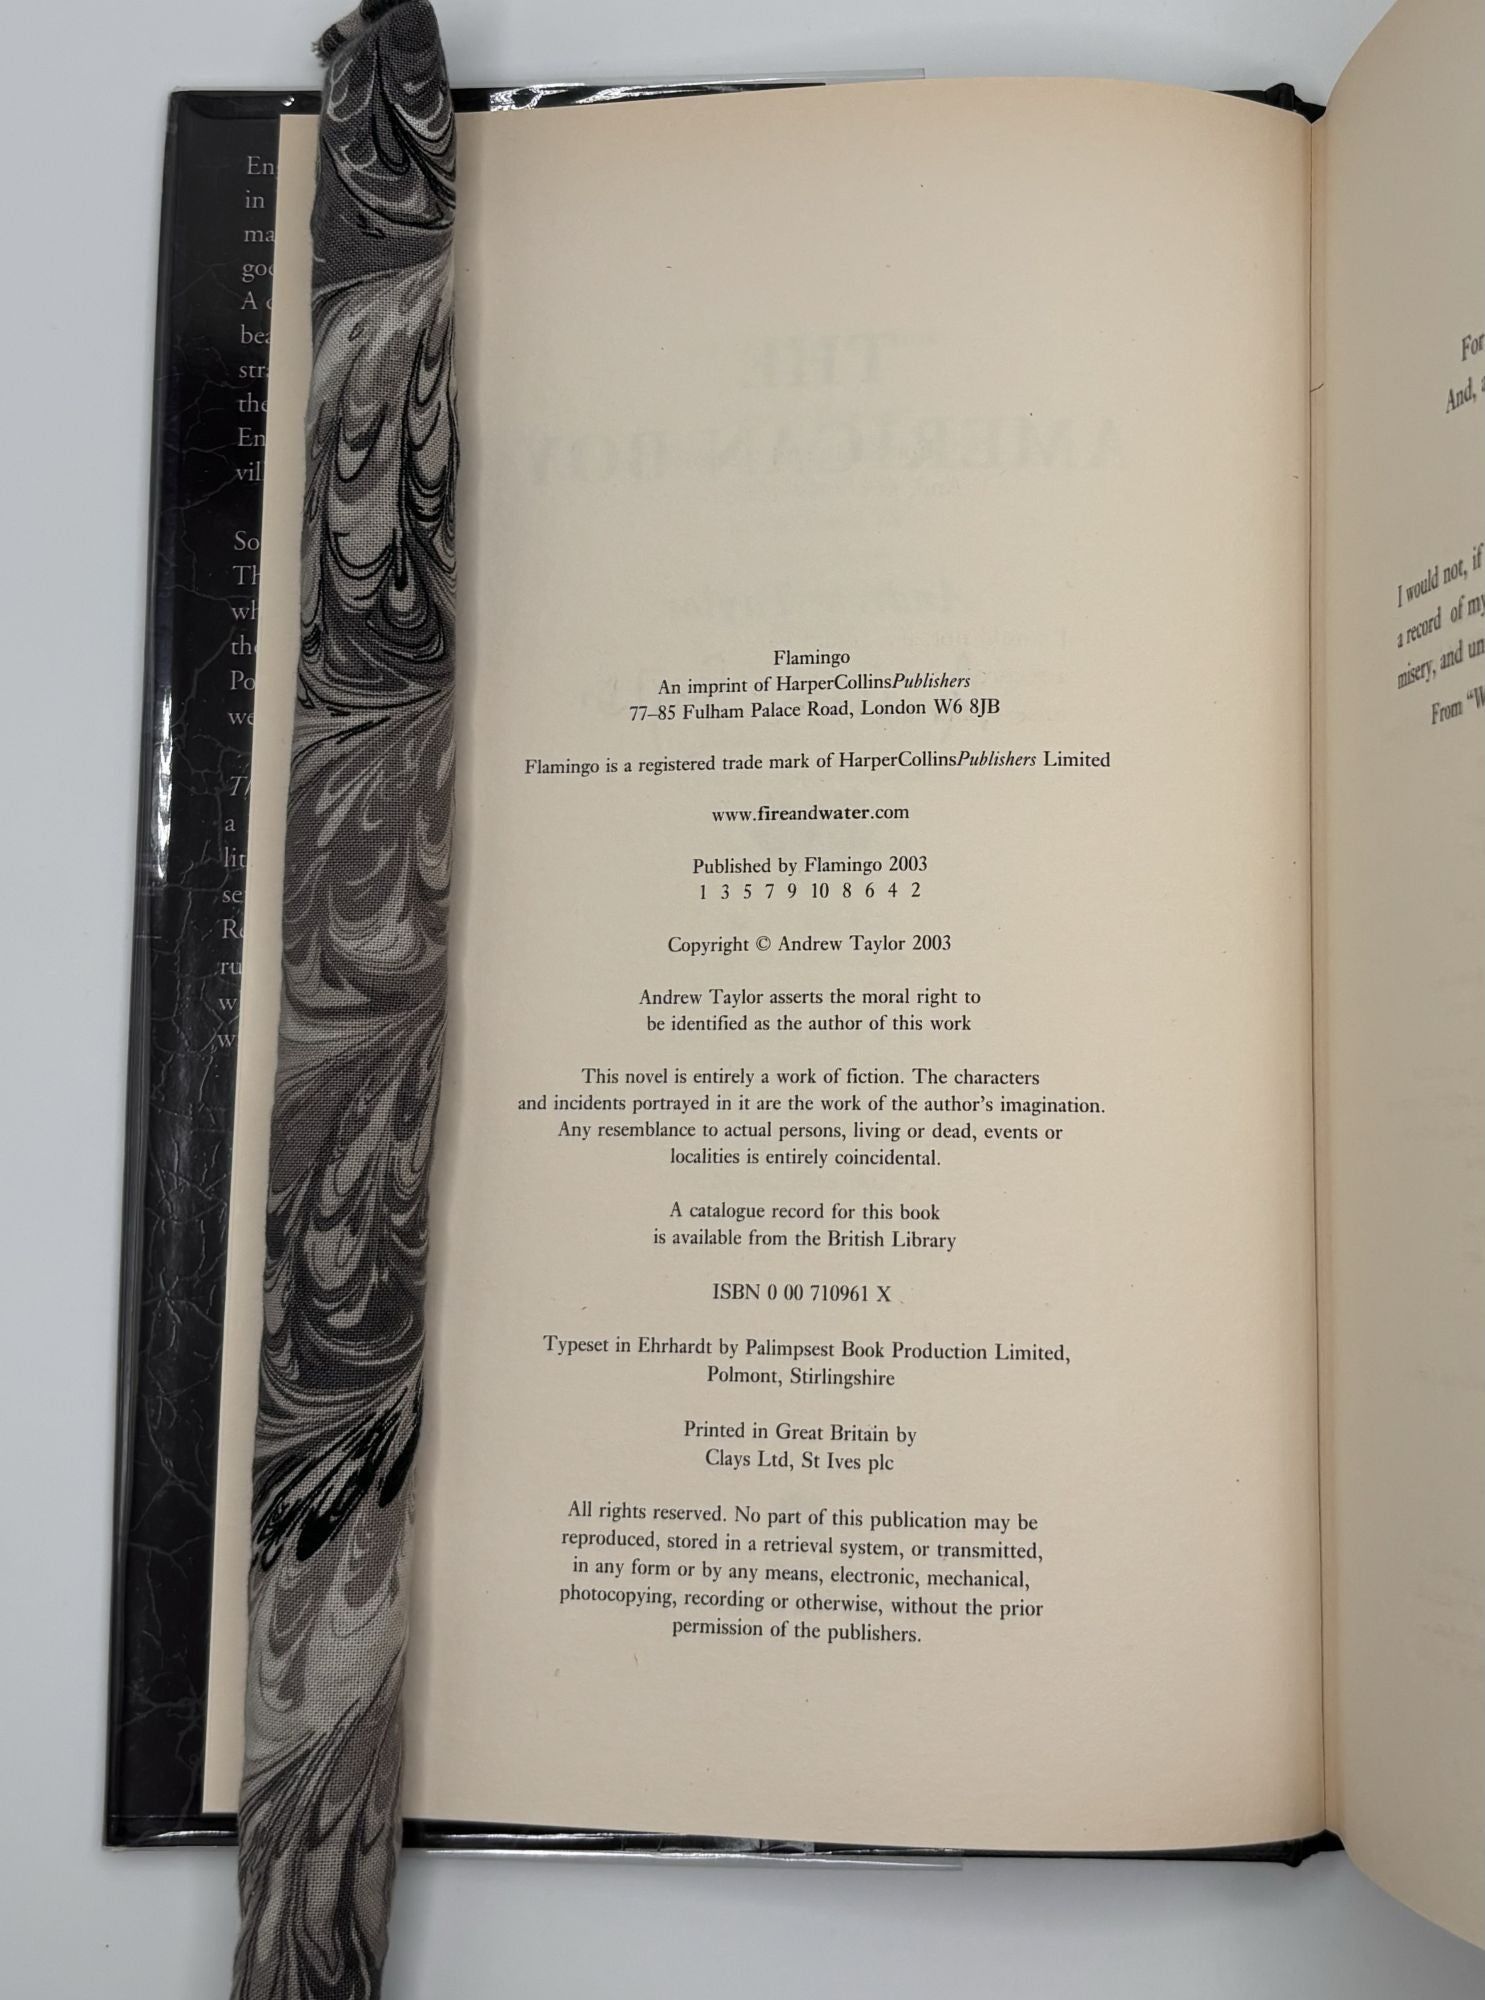 En
in
ma
A
En
So
Flamingo
An imprint of HarperCollinsPublishers
77–85 Fulham Palace Road, London W6 8JB
Flamingo is a registered trade mark of HarperCollinsPublishers Limited
www.fireandwater.com
Published by Flamingo 2003
1 3 5 7 9 10 8 6 4 2
Copyright © Andrew Taylor 2003
Andrew Taylor asserts the moral right to
be identified as the author of this work
This novel is entirely a work of fiction. The characters
and incidents portrayed in it are the work of the author's imagination.
Any resemblance to actual persons, living or dead, events or
localities is entirely coincidental.
A catalogue record for this book
is available from the British Library
ISBN 0 00 710961 X
Typeset in Ehrhardt by Palimpsest Book Production Limited,
Polmont, Stirlingshire
Printed in Great Britain by
Clays Ltd, St Ives plc
All rights reserved. No part of this publication may be
reproduced, stored in a retrieval system, or transmitted,
in any form or by any means, electronic, mechanical,
photocopying, recording or otherwise, without the prior
permission of the publishers.
For
And,
I would not, if
a record of my
misery, and un
From "W